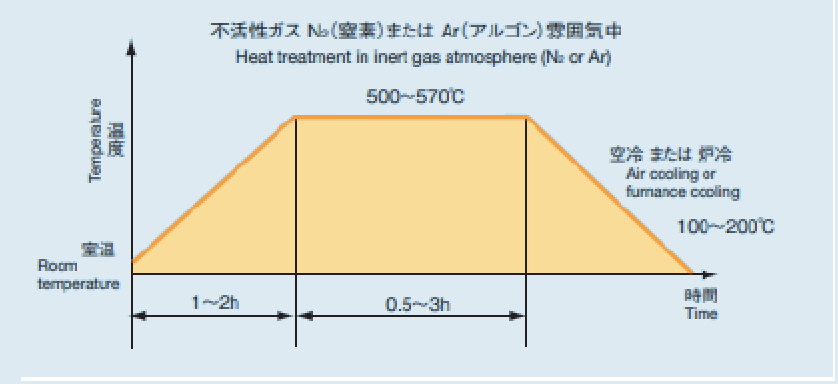 不活性ガス N₂(窒素)または Ar(アルゴン)雰囲気中
Heat treatment in inert gas atmosphere (N₂ or Ar)
500〜570℃
Temperature
温度
空冷 または 炉冷
Air cooling or
furnance ccoling
100〜200℃
室温
Room
temperature
1〜2h
0.5〜3h
時間
Time